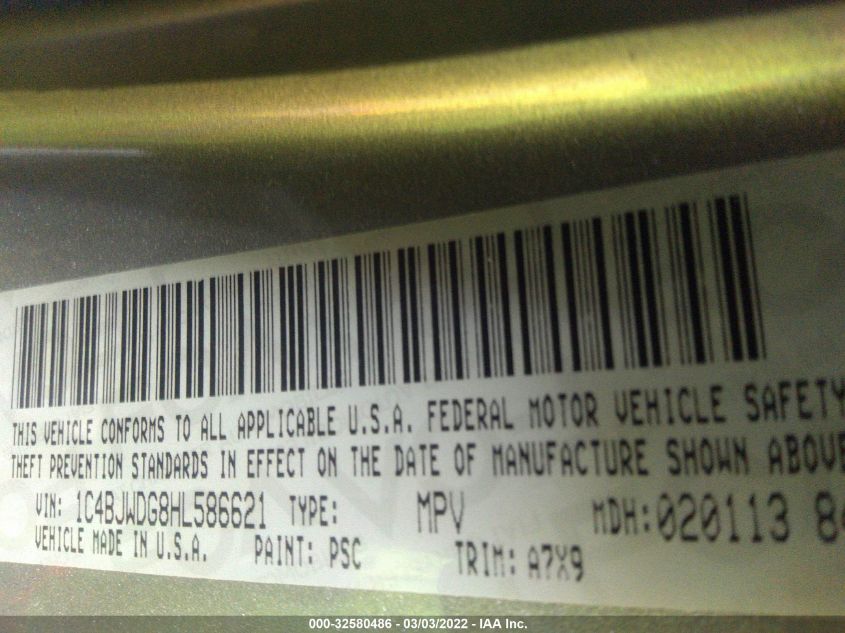 THIS VEHICLE CONFORMS TO ALL APPLICABLE U.S.A. FEDERAL MOTOR VEHICLE SAFETY
THEFT PREVENTION STANDARDS IN EFFECT ON THE DATE OF MANUFACTURE SHOWN ABOVE
VIN: 1C4BJWDG8HL586621 TYPE: MPV MDH: 020113 84
VEHICLE MADE IN U.S.A. PAINT: PSC TRIM: A7X9
000-32580486 - 03/03/2022 - IAA Inc.